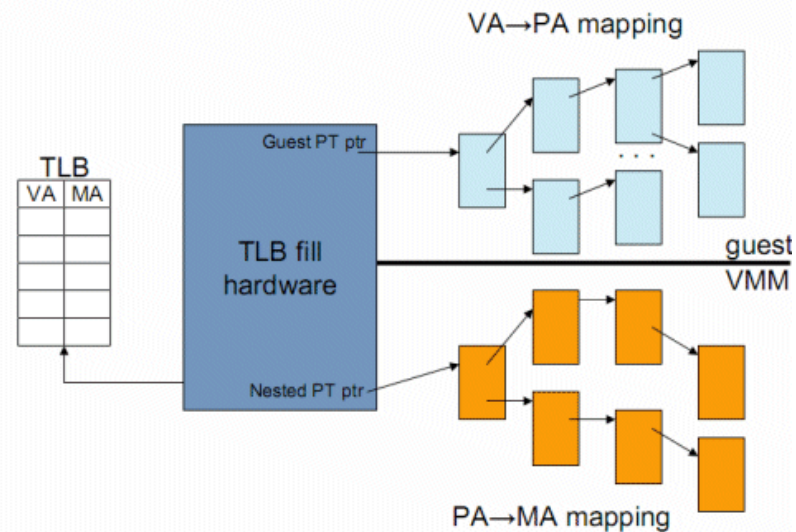 VA→PA mapping
Guest PT ptr
TLB
VA MA
. . .
TLB fill
hardware
guest
VMM
Nested PT ptr
PA→MA mapping